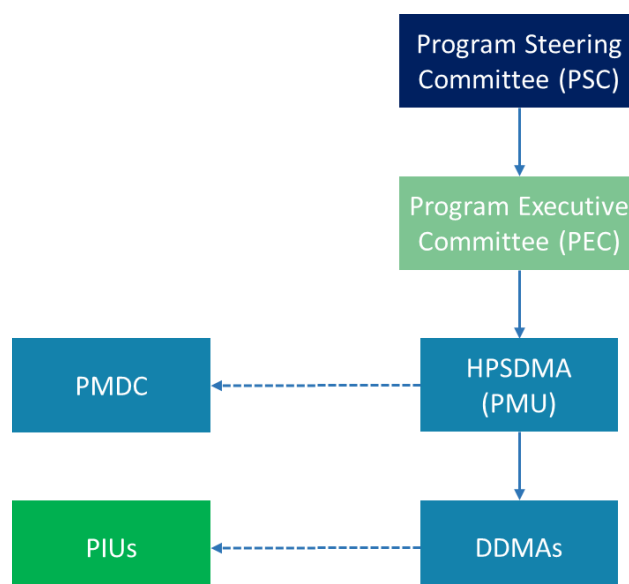 Program Steering
Committee (PSC)
Program Executive
Committee (PEC)
PMDC
HPSDMA
(PMU)
PIUs
DDMAs